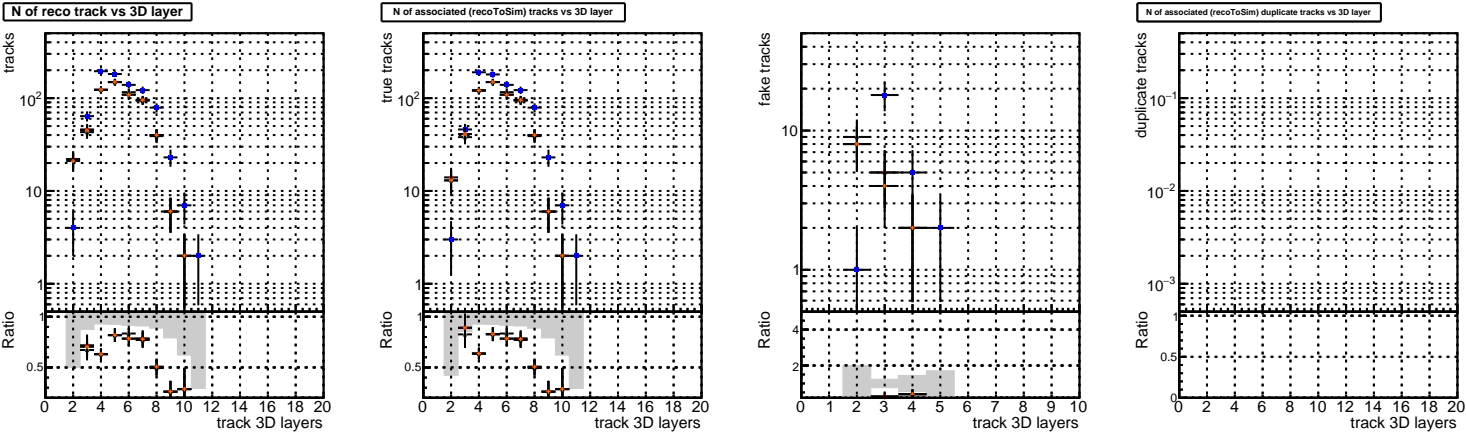 N of reco track vs 3D layer
tracks
10²
10
1
Ratio
1
0.5
0 2 4 6 8 10 12 14 16 18 20
track 3D layers
N of associated (recoToSim) tracks vs 3D layer
true tracks
10²
10
1
Ratio
1
0.5
0 2 4 6 8 10 12 14 16 18 20
track 3D layers
fake tracks
10
1
Ratio
4
2
0 1 2 3 4 5 6 7 8 9 10
track 3D layers
N of associated (recoToSim) duplicate tracks vs 3D layer
duplicate tracks
10⁻¹
10⁻²
10⁻³
Ratio
1
0.5
0
0 2 4 6 8 10 12 14 16 18 20
track 3D layers